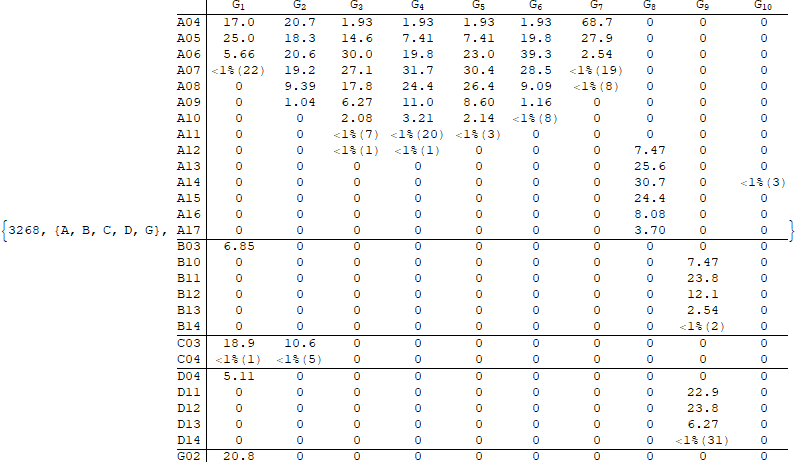 G1 G2 G3 G4 G5 G6 G7 G8 G9 G10
A04 17.0 20.7 1.93 1.93 1.93 1.93 68.7 0 0 0
A05 25.0 18.3 14.6 7.41 7.41 19.8 27.9 0 0 0
A06 5.66 20.6 30.0 19.8 23.0 39.3 2.54 0 0 0
A07 <1%(22) 19.2 27.1 31.7 30.4 28.5 <1%(19) 0 0 0
A08 0 9.39 17.8 24.4 26.4 9.09 <1%(8) 0 0 0
A09 0 1.04 6.27 11.0 8.60 1.16 0 0 0 0
A10 0 0 2.08 3.21 2.14 <1%(8) 0 0 0 0
A11 0 0 <1%(7) <1%(20) <1%(3) 0 0 0 0 0
A12 0 0 <1%(1) <1%(1) 0 0 0 7.47 0 0
A13 0 0 0 0 0 0 0 25.6 0 0
A14 0 0 0 0 0 0 0 30.7 0 <1%(3)
A15 0 0 0 0 0 0 0 24.4 0 0
A16 0 0 0 0 0 0 0 8.08 0 0
{3268, {A, B, C, D, G}, A17 0 0 0 0 0 0 0 3.70 0 0 }
B03 6.85 0 0 0 0 0 0 0 0 0
B10 0 0 0 0 0 0 0 0 7.47 0
B11 0 0 0 0 0 0 0 0 23.8 0
B12 0 0 0 0 0 0 0 0 12.1 0
B13 0 0 0 0 0 0 0 0 2.54 0
B14 0 0 0 0 0 0 0 0 <1%(2) 0
C03 18.9 10.6 0 0 0 0 0 0 0 0
C04 <1%(1) <1%(5) 0 0 0 0 0 0 0 0
D04 5.11 0 0 0 0 0 0 0 0 0
D11 0 0 0 0 0 0 0 0 22.9 0
D12 0 0 0 0 0 0 0 0 23.8 0
D13 0 0 0 0 0 0 0 0 6.27 0
D14 0 0 0 0 0 0 0 0 <1%(31) 0
G02 20.8 0 0 0 0 0 0 0 0 0